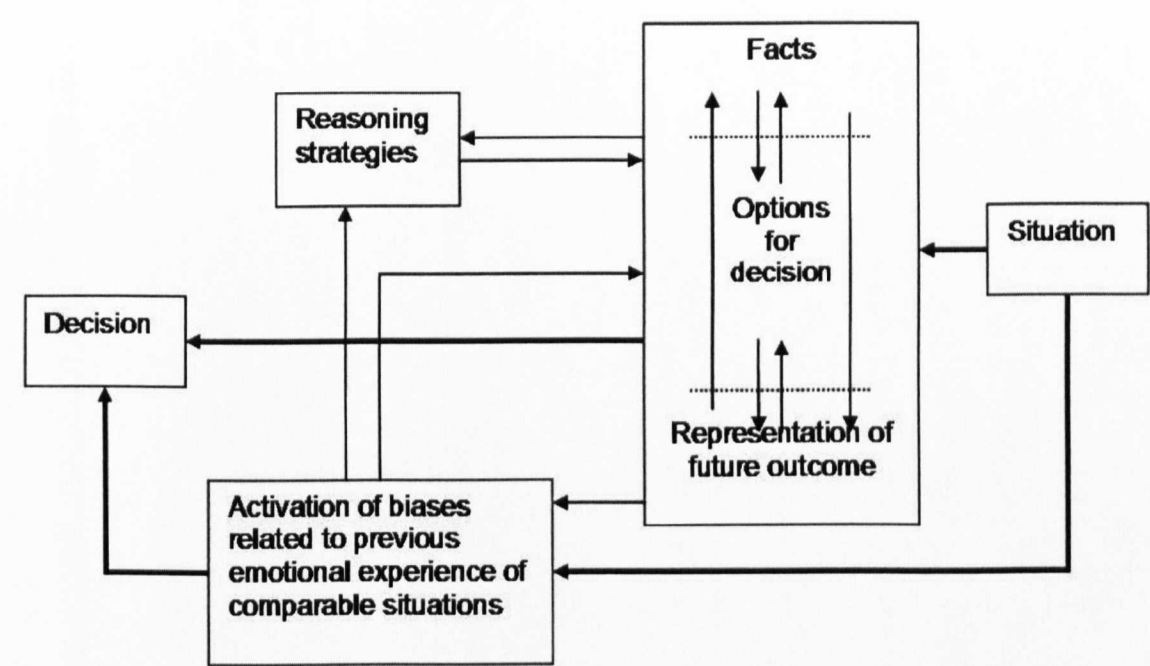 Facts
Reasoning
strategies
Options
for
decision
Situation
Decision
Representation of
future outcome
Activation of biases
related to previous
emotional experience of
comparable situations